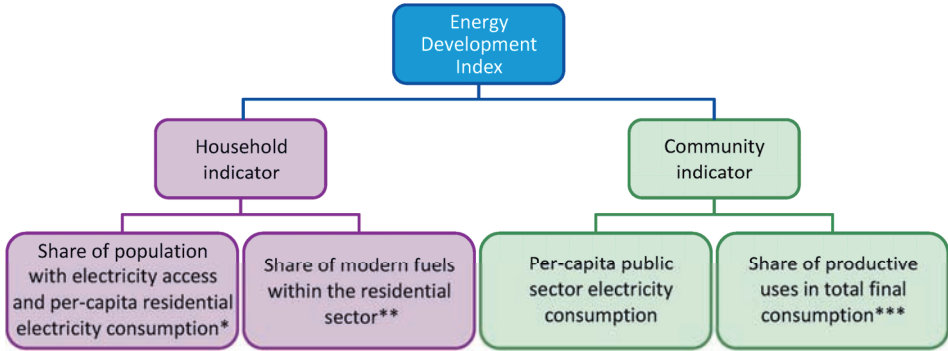 Energy
Development
Index
Household
indicator
Community
indicator
Share of population
with electricity access
and per-capita residential
electricity consumption*
Share of modern fuels
within the residential
sector**
Per-capita public
sector electricity
consumption
Share of productive
uses in total final
consumption***